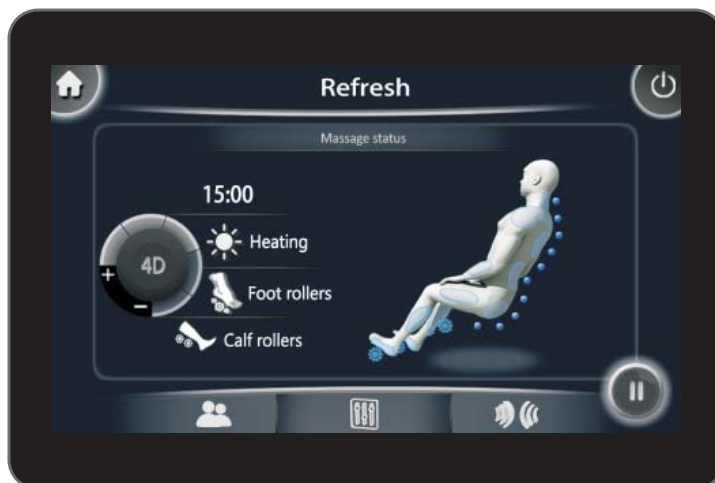 Refresh
Massage status
15:00
4D
Heating
Foot rollers
Calf rollers